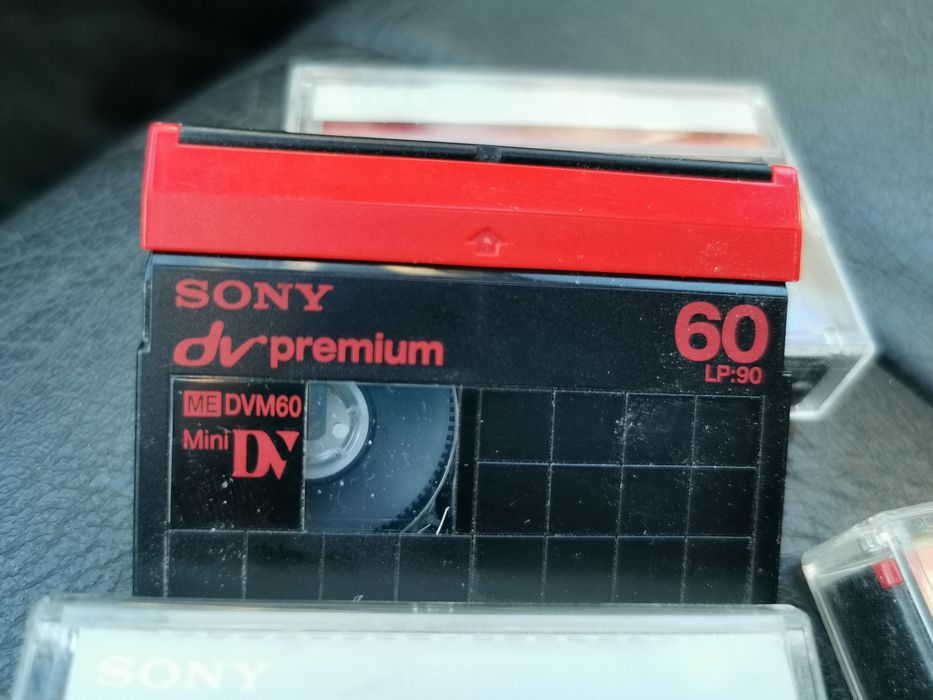 SONY
dv premium
60
LP:90
ME DVM60
Mini DV
SONY